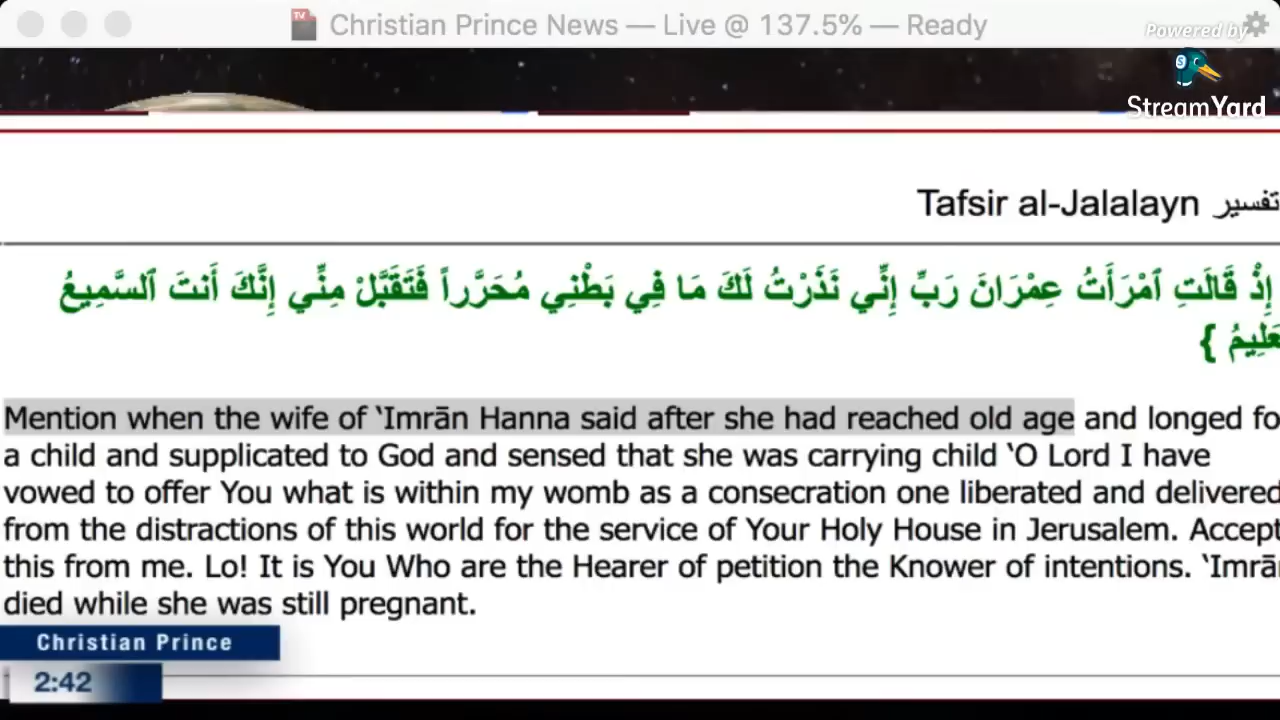 Christian Prince News — Live @ 137.5% — Ready
Powered by
StreamYard
Tafsir al-Jalalayn تفسير
إِذْ قَالَتِ ٱمْرَأَتُ عِمْرَانَ رَبِّ إِنِّي نَذَرْتُ لَكَ مَا فِي بَطْنِي مُحَرَّراً فَتَقَبَّلْ مِنِّي إِنَّكَ أَنتَ ٱلسَّمِيعُ
عَلِيمُ }
Mention when the wife of ‘Imrān Hanna said after she had reached old age and longed fo
a child and supplicated to God and sensed that she was carrying child ‘O Lord I have
vowed to offer You what is within my womb as a consecration one liberated and delivered
from the distractions of this world for the service of Your Holy House in Jerusalem. Accept
this from me. Lo! It is You Who are the Hearer of petition the Knower of intentions. ‘Imrā
died while she was still pregnant.
Christian Prince
2:42